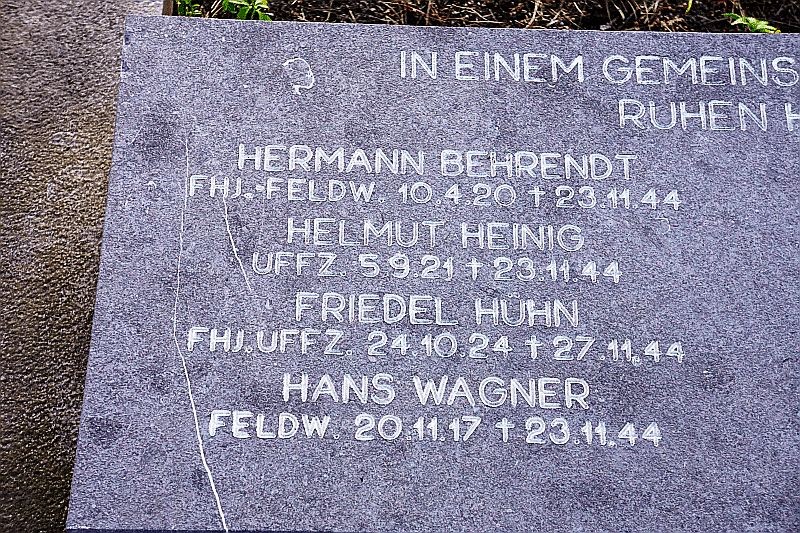 IN EINEM GEMEINS
RUHEN H
HERMANN BEHRENDT
FHJ.-FELDW. 10.4.20 † 23.11.44
HELMUT HEINIG
UFFZ. 5.9.21 † 23.11.44
FRIEDEL HÜHN
FHJ.UFFZ. 24.10.24 † 27.11.44
HANS WAGNER
FELDW. 20.11.17 † 23.11.44